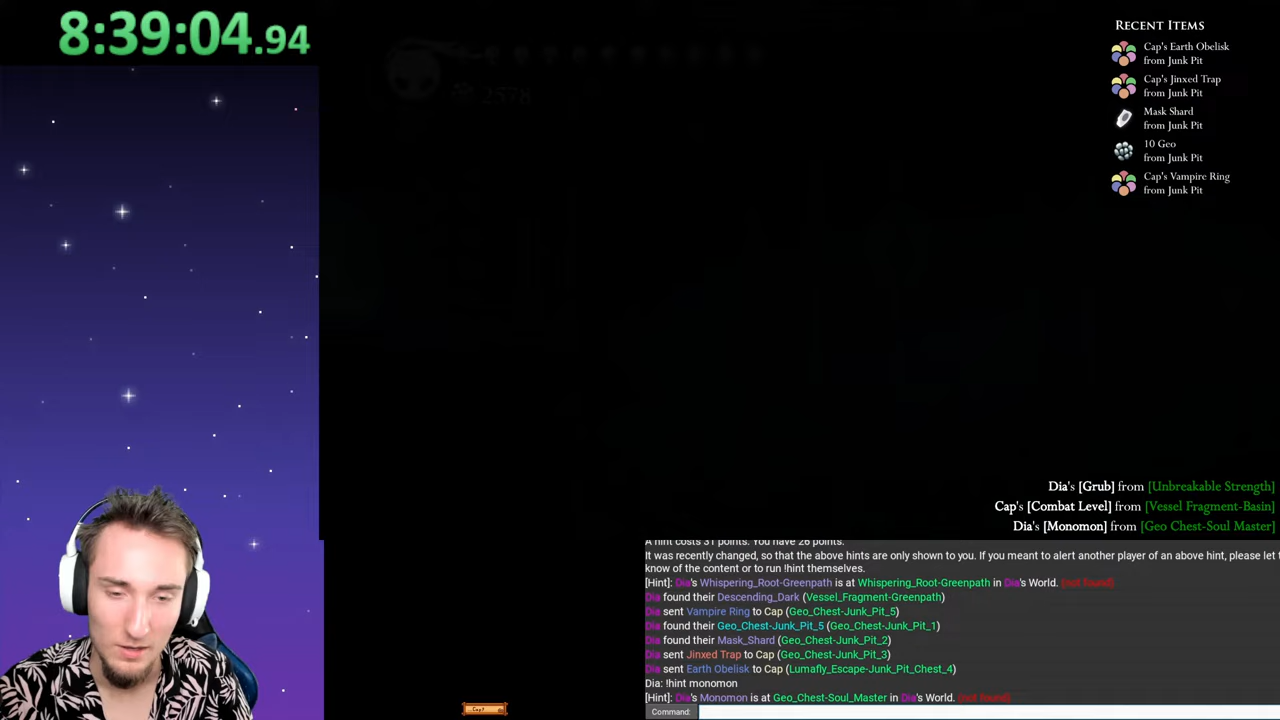 8:39:04.94
2578
RECENT ITEMS
Cap's Earth Obelisk
from Junk Pit
Cap's Jinxed Trap
from Junk Pit
Mask Shard
from Junk Pit
10 Geo
from Junk Pit
Cap's Vampire Ring
from Junk Pit
Dia's [Grub] from [Unbreakable Strength]
Cap's [Combat Level] from [Vessel Fragment-Basin]
Dia's [Monomon] from [Geo Chest-Soul Master]
A hint costs 31 points. You have 26 points.
It was recently changed, so that the above hints are only shown to you. If you meant to alert another player of an above hint, please let
know of the content or to run !hint themselves.
[Hint]: Dia's Whispering_Root-Greenpath is at Whispering_Root-Greenpath in Dia's World. (not found)
Dia found their Descending_Dark (Vessel_Fragment-Greenpath)
Dia sent Vampire Ring to Cap (Geo_Chest-Junk_Pit_5)
Dia found their Geo_Chest-Junk_Pit_5 (Geo_Chest-Junk_Pit_1)
Dia found their Mask_Shard (Geo_Chest-Junk_Pit_2)
Dia sent Jinxed Trap to Cap (Geo_Chest-Junk_Pit_3)
Dia sent Earth Obelisk to Cap (Lumafly_Escape-Junk_Pit_Chest_4)
Dia: !hint monomon
[Hint]: Dia's Monomon is at Geo_Chest-Soul_Master in Dia's World. (not found)
Command: